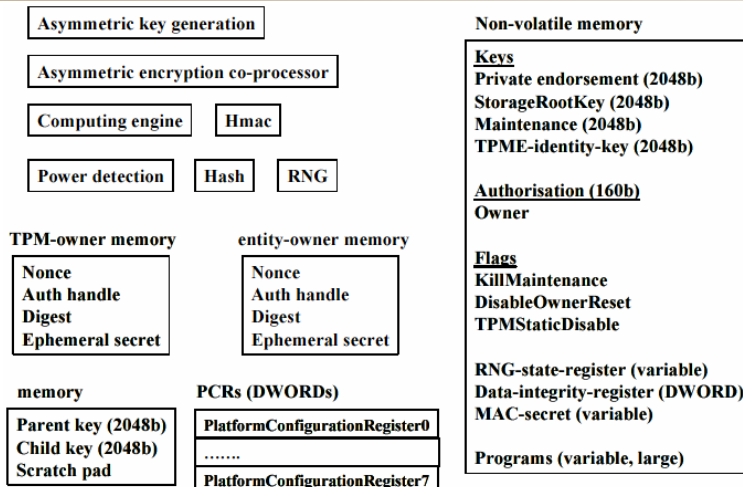 Asymmetric key generation
Asymmetric encryption co-processor
Computing engine
Hmac
Power detection
Hash
RNG
TPM-owner memory
Nonce
Auth handle
Digest
Ephemeral secret
entity-owner memory
Nonce
Auth handle
Digest
Ephemeral secret
memory
Parent key (2048b)
Child key (2048b)
Scratch pad
PCRs (DWORDs)
PlatformConfigurationRegister0
.......
PlatformConfigurationRegister7
Non-volatile memory
Keys
Private endorsement (2048b)
StorageRootKey (2048b)
Maintenance (2048b)
TPME-identity-key (2048b)
Authorisation (160b)
Owner
Flags
KillMaintenance
DisableOwnerReset
TPMStaticDisable
RNG-state-register (variable)
Data-integrity-register (DWORD)
MAC-secret (variable)
Programs (variable, large)